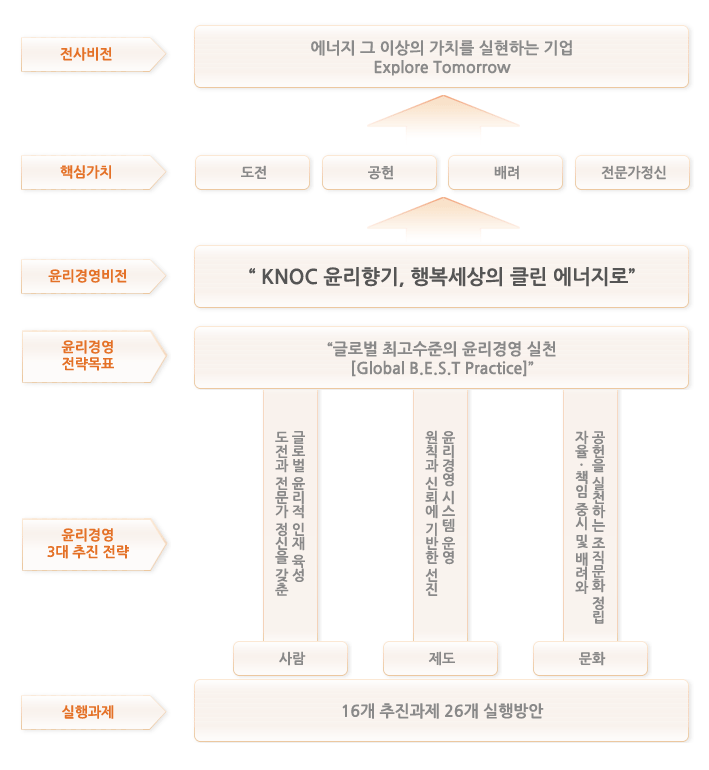 전사비전
에너지 그 이상의 가치를 실현하는 기업
Explore Tomorrow
핵심가치
도전
공헌
배려
전문가정신
윤리경영비전
“ KNOC 윤리향기, 행복세상의 클린 에너지로”
윤리경영
전략목표
“글로벌 최고수준의 윤리경영 실천
[Global B.E.S.T Practice]”
윤리경영
3대 추진 전략
도전과 전문가 정신을 갖춘
글로벌 윤리적 인재 육성
원칙과 신뢰에 기반한 선진
윤리경영 시스템 운영
자율·책임 중시 및 배려와
공헌을 실천하는 조직문화 정립
사람
제도
문화
실행과제
16개 추진과제 26개 실행방안